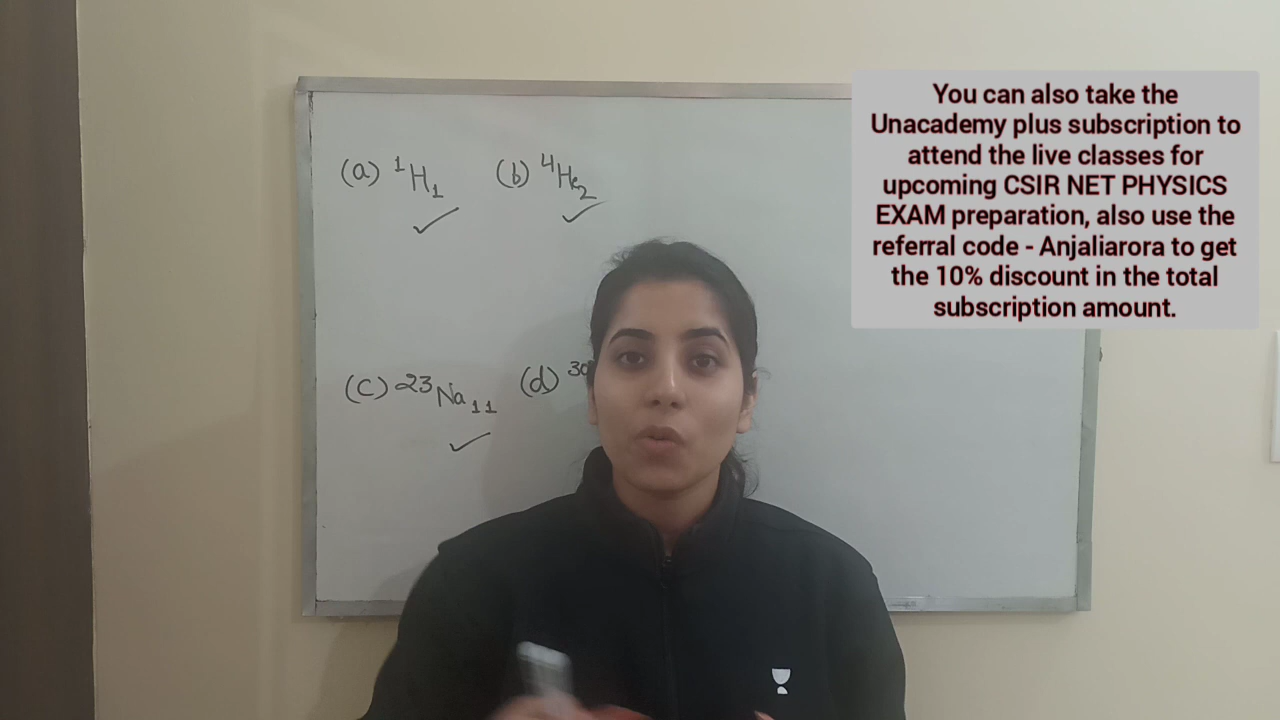 (a) ¹H₁ (b) ⁴He₂
(c) ²³Na₁₁ (d) 30
You can also take the
Unacademy plus subscription to
attend the live classes for
upcoming CSIR NET PHYSICS
EXAM preparation, also use the
referral code - Anjaliarora to get
the 10% discount in the total
subscription amount.